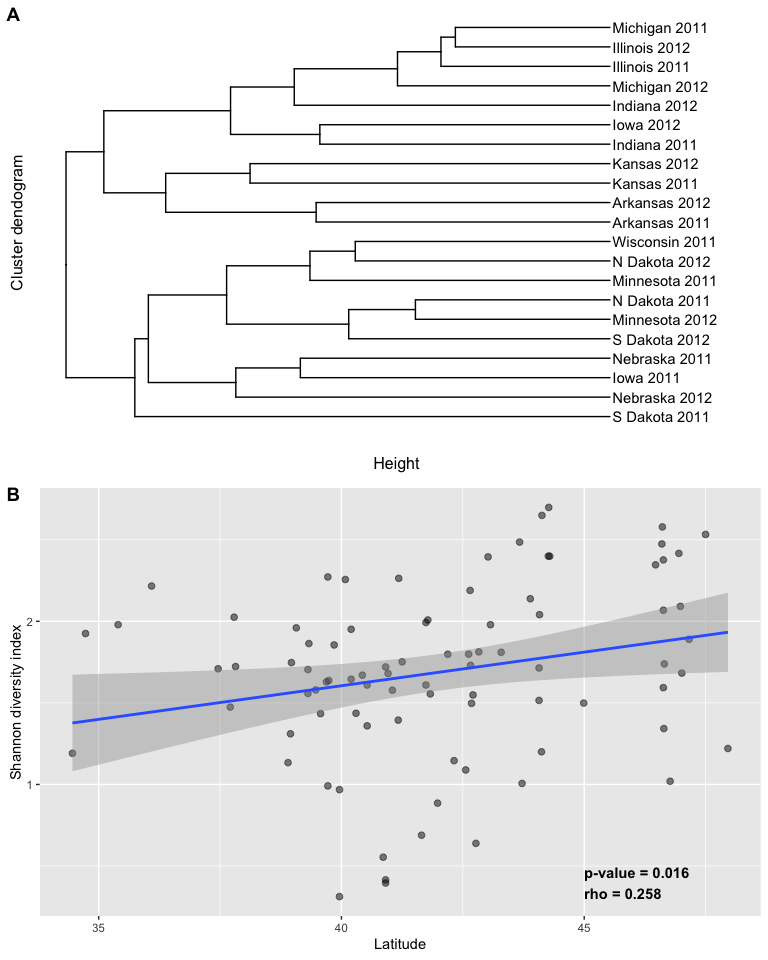 A
Cluster dendogram
Michigan 2011
Illinois 2012
Illinois 2011
Michigan 2012
Indiana 2012
Iowa 2012
Indiana 2011
Kansas 2012
Kansas 2011
Arkansas 2012
Arkansas 2011
Wisconsin 2011
N Dakota 2012
Minnesota 2011
N Dakota 2011
Minnesota 2012
S Dakota 2012
Nebraska 2011
Iowa 2011
Nebraska 2012
S Dakota 2011
Height
B
Shannon diversity index
2
1
p-value = 0.016
rho = 0.258
35 40 45
Latitude